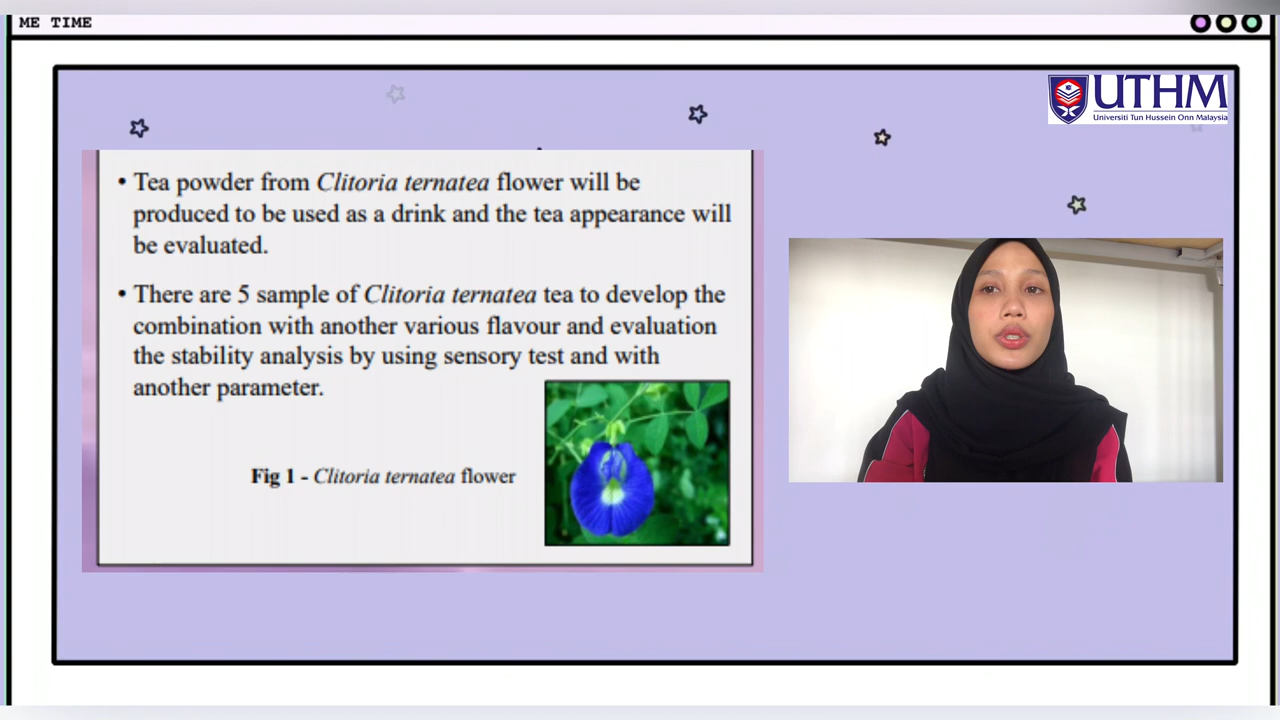 ME TIME
UTHM
Universiti Tun Hussein Onn Malaysia
• Tea powder from Clitoria ternatea flower will be
produced to be used as a drink and the tea appearance will
be evaluated.
• There are 5 sample of Clitoria ternatea tea to develop the
combination with another various flavour and evaluation
the stability analysis by using sensory test and with
another parameter.
Fig 1 - Clitoria ternatea flower